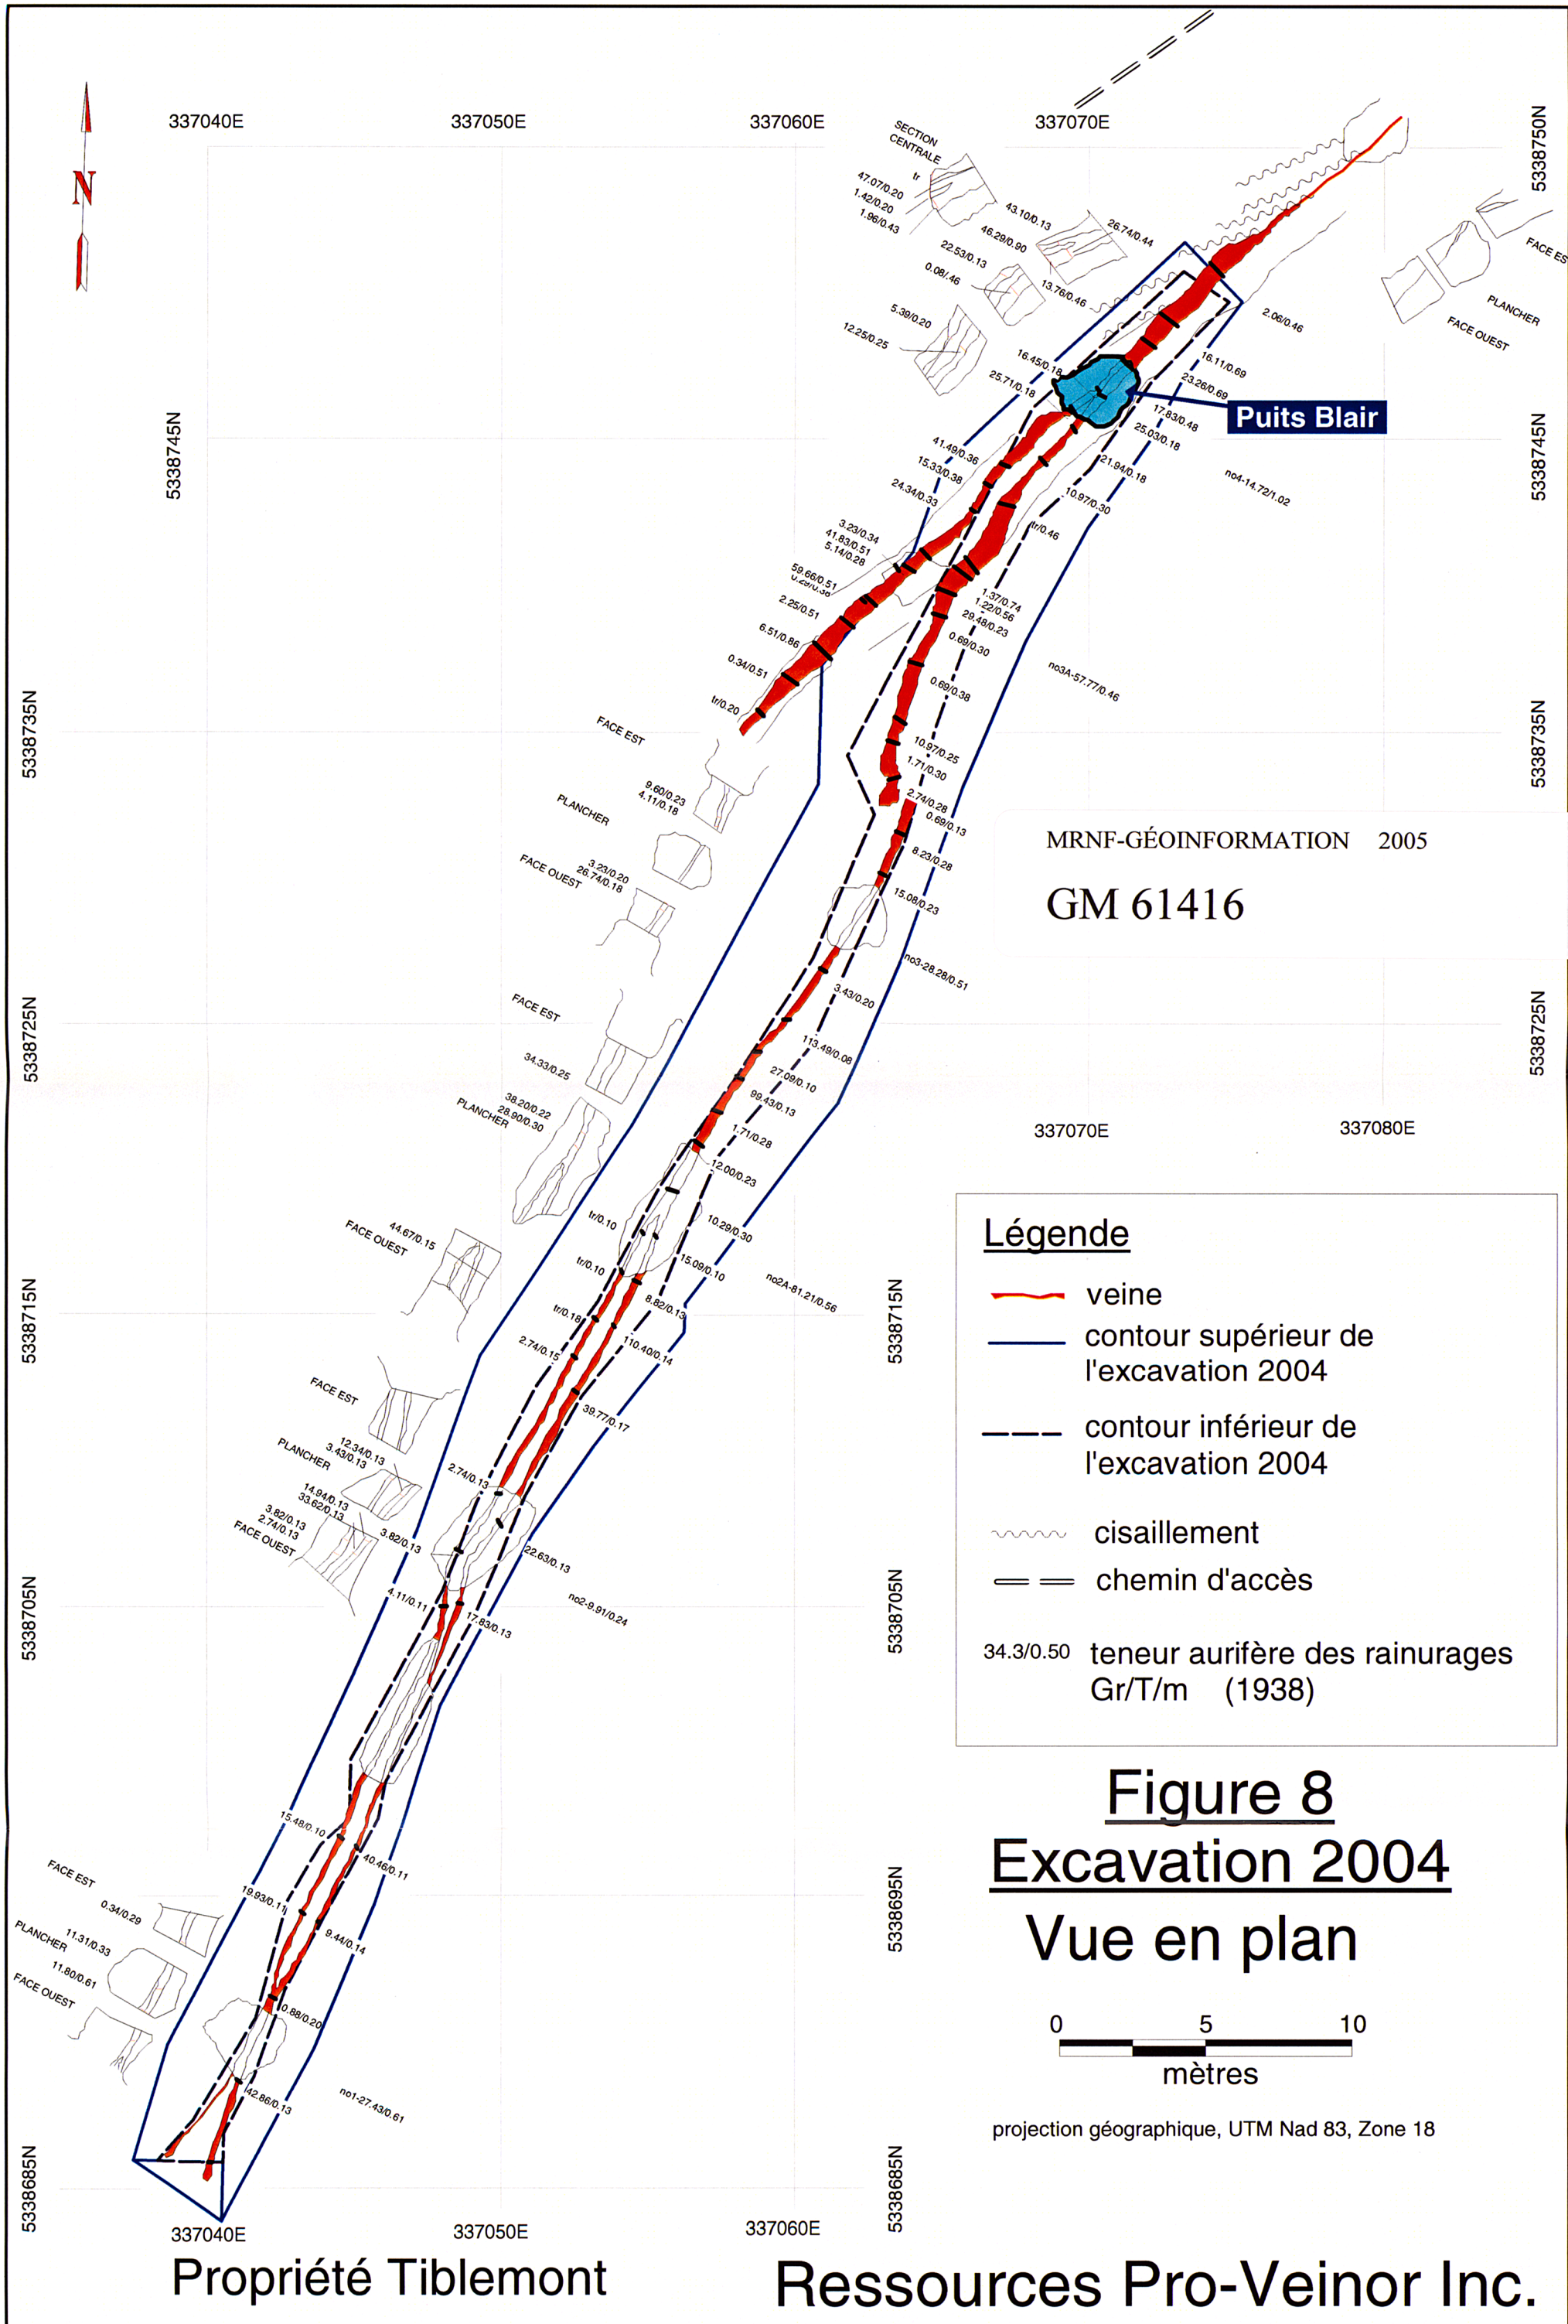 337040E
337050E
337060E
337070E
5338750N
N
SECTION
CENTRALE
tr
47.07/0.20
1.42/0.20
1.96/0.43
43.10/0.13
46.29/0.90
26.74/0.44
22.53/0.13
0.08/.46
13.76/0.46
5.39/0.20
12.25/0.25
FACE ES
PLANCHER
FACE OUEST
2.06/0.46
16.45/0.18
25.71/0.18
16.11/0.69
23.26/0.69
Puits Blair
17.83/0.48
25.03/0.18
21.94/0.18
no4-14.72/1.02
5338745N
5338745N
41.49/0.36
15.33/0.38
24.34/0.33
10.97/0.30
tr/0.46
3.23/0.34
41.83/0.51
5.14/0.28
59.66/0.51
2.25/0.51
6.51/0.86
0.34/0.51
tr/0.20
1.37/0.74
1.22/0.56
29.48/0.23
0.69/0.30
0.69/0.38
no3A-57.77/0.46
5338735N
5338735N
10.97/0.25
1.71/0.30
2.74/0.28
0.69/0.13
8.23/0.28
15.08/0.23
FACE EST
9.60/0.23
4.11/0.18
PLANCHER
3.23/0.20
26.74/0.18
FACE OUEST
MRNF-GÉOINFORMATION 2005
GM 61416
no3-28.28/0.51
3.43/0.20
5338725N
5338725N
FACE EST
34.33/0.25
38.20/0.22
28.90/0.30
PLANCHER
44.67/0.15
FACE OUEST
113.49/0.08
27.09/0.10
99.43/0.13
1.71/0.28
12.00/0.23
337070E
337080E
tr/0.10
10.29/0.30
tr/0.10
15.09/0.10
no2A-81.21/0.56
8.82/0.13
tr/0.18
110.40/0.14
2.74/0.15
39.77/0.17
5338715N
5338715N
FACE EST
12.34/0.13
3.43/0.13
PLANCHER
14.94/0.13
33.62/0.13
3.82/0.13
2.74/0.13
FACE OUEST
2.74/0.13
3.82/0.13
22.63/0.13
4.11/0.11
17.83/0.13
no2-9.91/0.24
5338705N
5338705N
Légende
veine
contour supérieur de
l'excavation 2004
contour inférieur de
l'excavation 2004
cisaillement
chemin d'accès
34.3/0.50 teneur aurifère des rainurages
Gr/T/m (1938)
15.48/0.10
40.46/0.11
19.93/0.11
9.44/0.14
0.88/0.20
42.86/0.13
no1-27.43/0.61
FACE EST
0.34/0.29
11.31/0.33
PLANCHER
11.80/0.61
FACE OUEST
5338695N
5338685N
5338685N
Figure 8
Excavation 2004
Vue en plan
0 5 10
mètres
projection géographique, UTM Nad 83, Zone 18
337040E
337050E
337060E
Propriété Tiblemont
Ressources Pro-Veinor Inc.